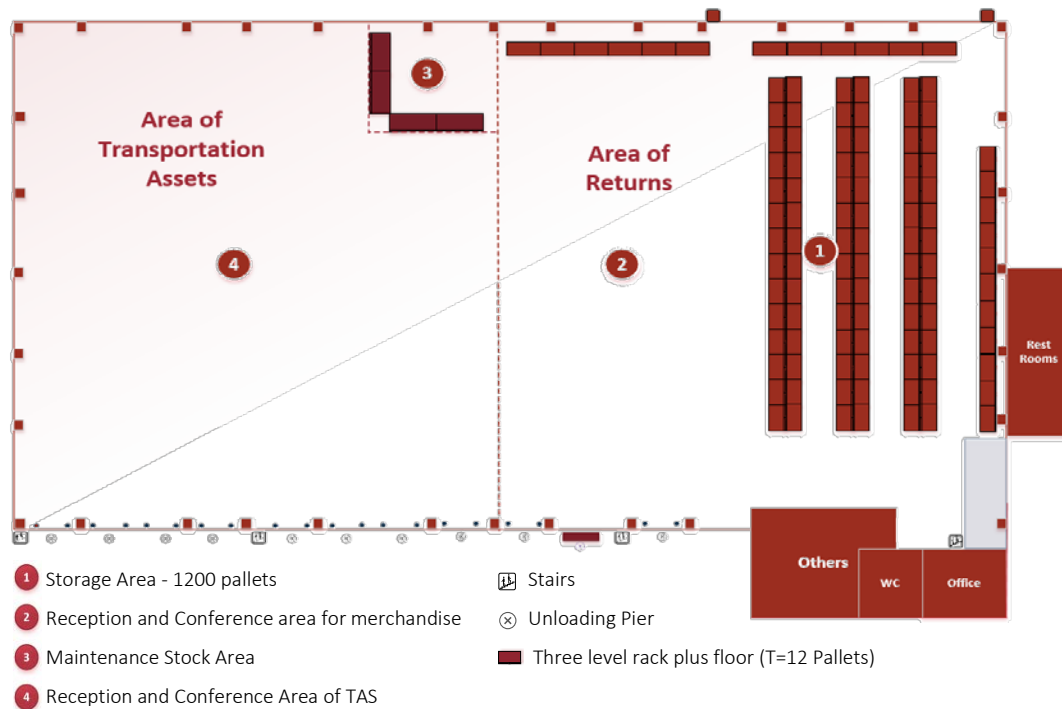 3
Area of
Transportation
Assets
Area of
Returns
4
2
1
Rest
Rooms
Others
WC
Office
1 Storage Area - 1200 pallets
2 Reception and Conference area for merchandise
3 Maintenance Stock Area
4 Reception and Conference Area of TAS
Stairs
Unloading Pier
Three level rack plus floor (T=12 Pallets)